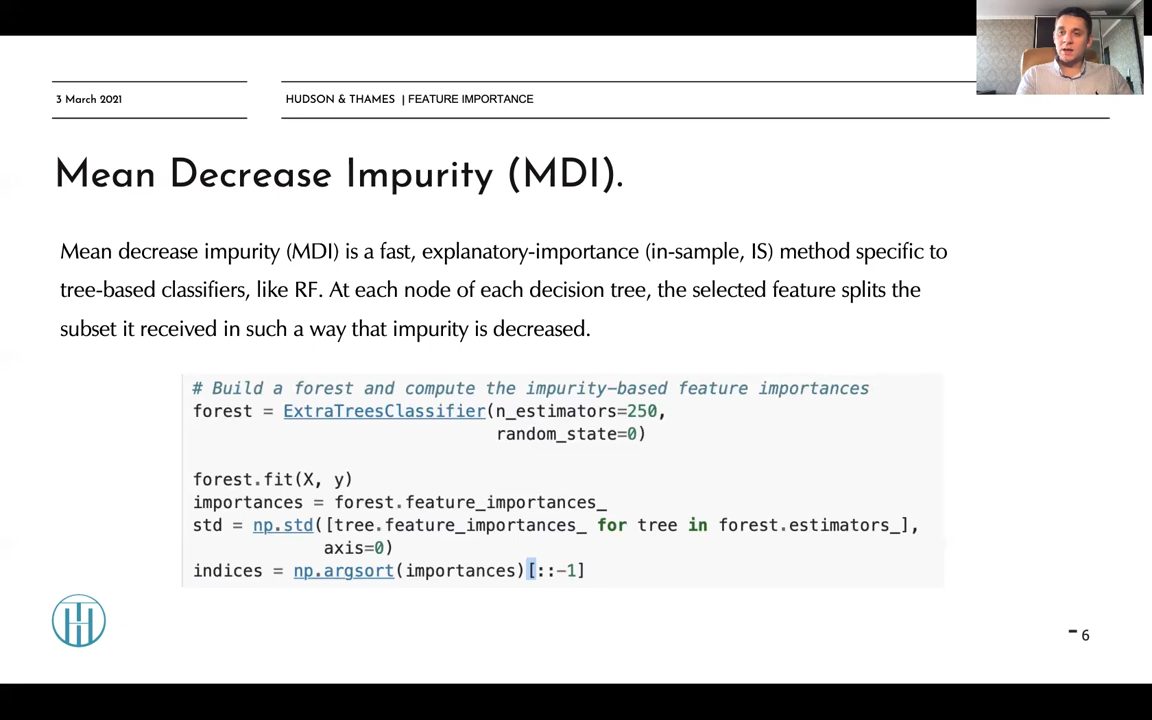 3 March 2021
HUDSON & THAMES | FEATURE IMPORTANCE
Mean Decrease Impurity (MDI).
Mean decrease impurity (MDI) is a fast, explanatory-importance (in-sample, IS) method specific to
tree-based classifiers, like RF. At each node of each decision tree, the selected feature splits the
subset it received in such a way that impurity is decreased.
# Build a forest and compute the impurity-based feature importances
forest = ExtraTreesClassifier(n_estimators=250,
random_state=0)
forest.fit(X, y)
importances = forest.feature_importances_
std = np.std([tree.feature_importances_ for tree in forest.estimators_],
axis=0)
indices = np.argsort(importances)[::-1]
- 6